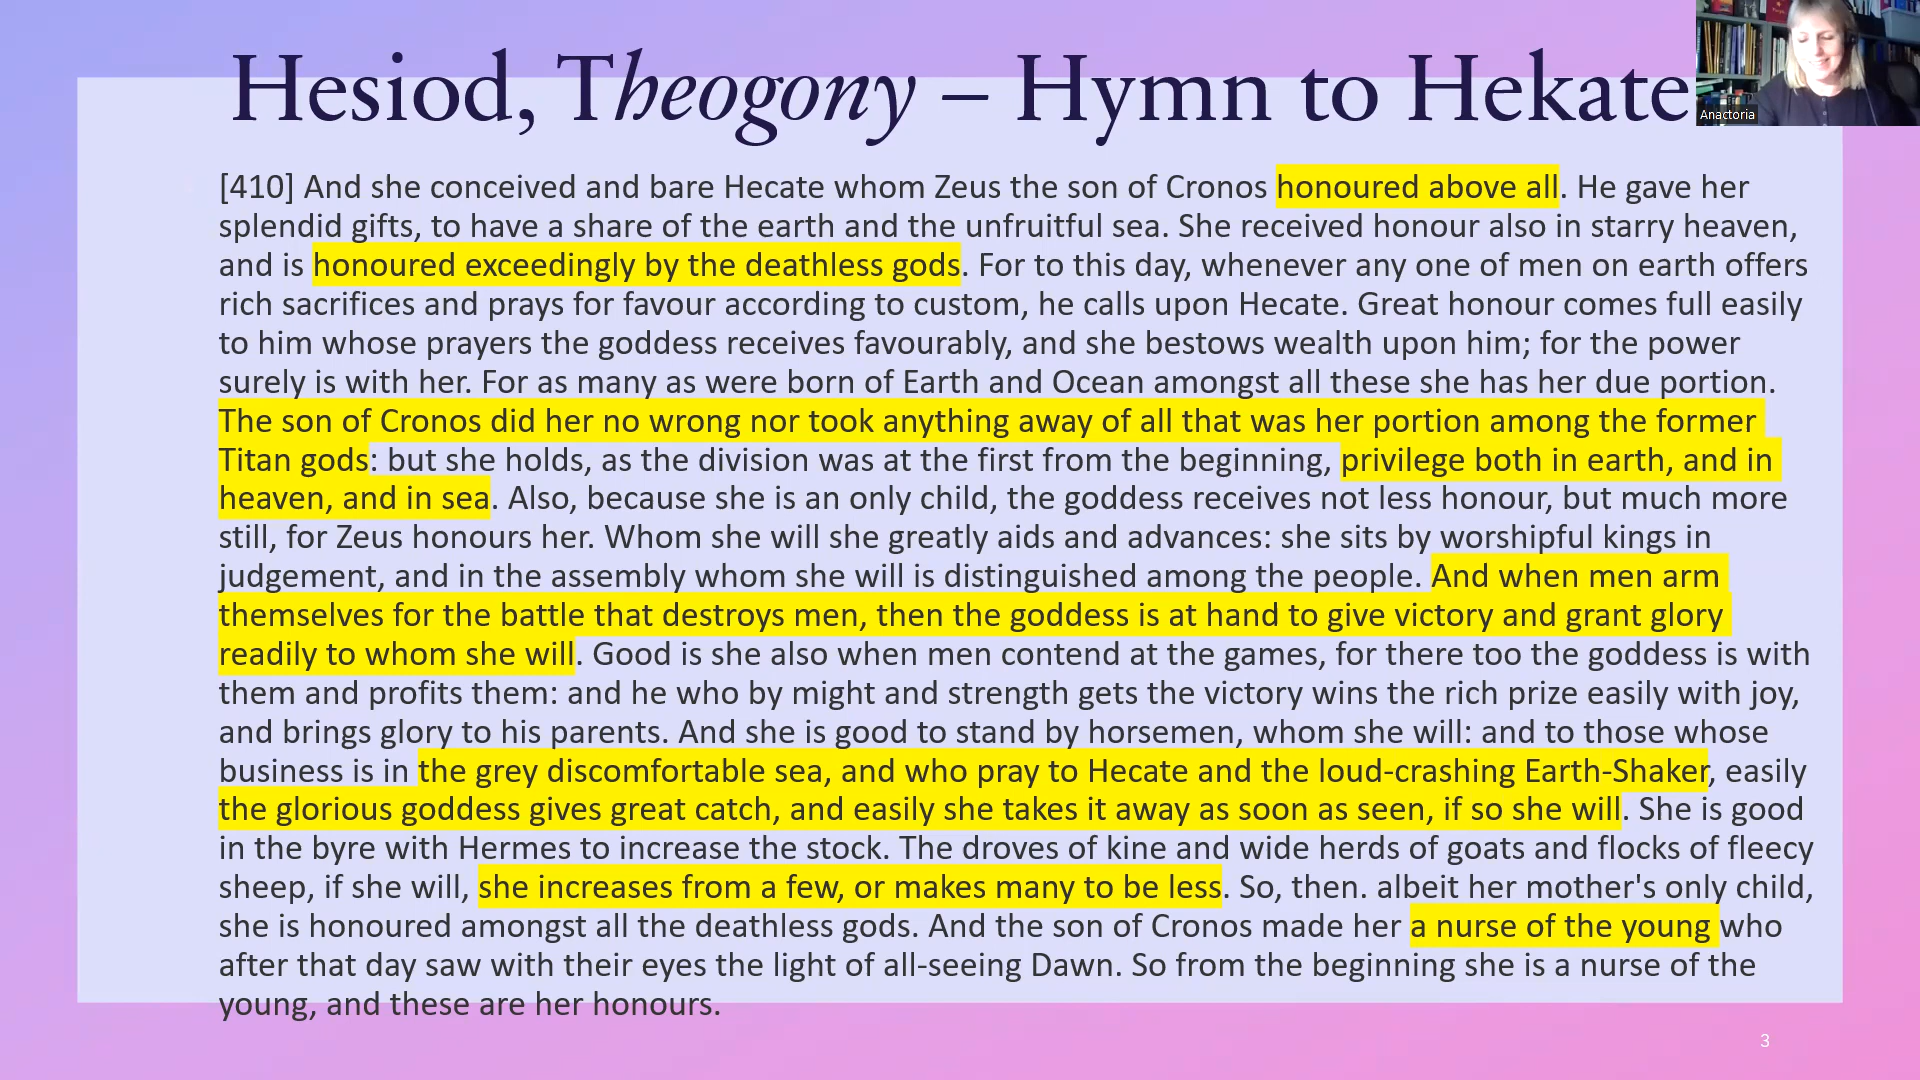 Hesiod, Theogony – Hymn to Hekate
Anactoria
[410] And she conceived and bare Hecate whom Zeus the son of Cronos honoured above all. He gave her
splendid gifts, to have a share of the earth and the unfruitful sea. She received honour also in starry heaven,
and is honoured exceedingly by the deathless gods. For to this day, whenever any one of men on earth offers
rich sacrifices and prays for favour according to custom, he calls upon Hecate. Great honour comes full easily
to him whose prayers the goddess receives favourably, and she bestows wealth upon him; for the power
surely is with her. For as many as were born of Earth and Ocean amongst all these she has her due portion.
The son of Cronos did her no wrong nor took anything away of all that was her portion among the former
Titan gods: but she holds, as the division was at the first from the beginning, privilege both in earth, and in
heaven, and in sea. Also, because she is an only child, the goddess receives not less honour, but much more
still, for Zeus honours her. Whom she will she greatly aids and advances: she sits by worshipful kings in
judgement, and in the assembly whom she will is distinguished among the people. And when men arm
themselves for the battle that destroys men, then the goddess is at hand to give victory and grant glory
readily to whom she will. Good is she also when men contend at the games, for there too the goddess is with
them and profits them: and he who by might and strength gets the victory wins the rich prize easily with joy,
and brings glory to his parents. And she is good to stand by horsemen, whom she will: and to those whose
business is in the grey discomfortable sea, and who pray to Hecate and the loud-crashing Earth-Shaker, easily
the glorious goddess gives great catch, and easily she takes it away as soon as seen, if so she will. She is good
in the byre with Hermes to increase the stock. The droves of kine and wide herds of goats and flocks of fleecy
sheep, if she will, she increases from a few, or makes many to be less. So, then. albeit her mother's only child,
she is honoured amongst all the deathless gods. And the son of Cronos made her a nurse of the young who
after that day saw with their eyes the light of all-seeing Dawn. So from the beginning she is a nurse of the
young, and these are her honours.
3